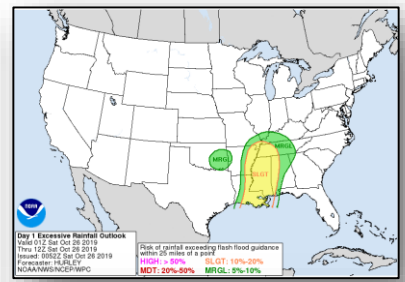 MRGL
MRGL
SLGT
noaa
Day 1 Excessive Rainfall Outlook
Valid 01Z Sat Oct 26 2019
Thru 12Z Sat Oct 26 2019
Issued: 0052Z Sat Oct 26 2019
Forecaster: HURLEY
NOAA/NWS/NCEP/WPC
Risk of rainfall exceeding flash flood guidance
within 25 miles of a point
HIGH: > 50% SLGT: 10%-20%
MDT: 20%-50% MRGL: 5%-10%